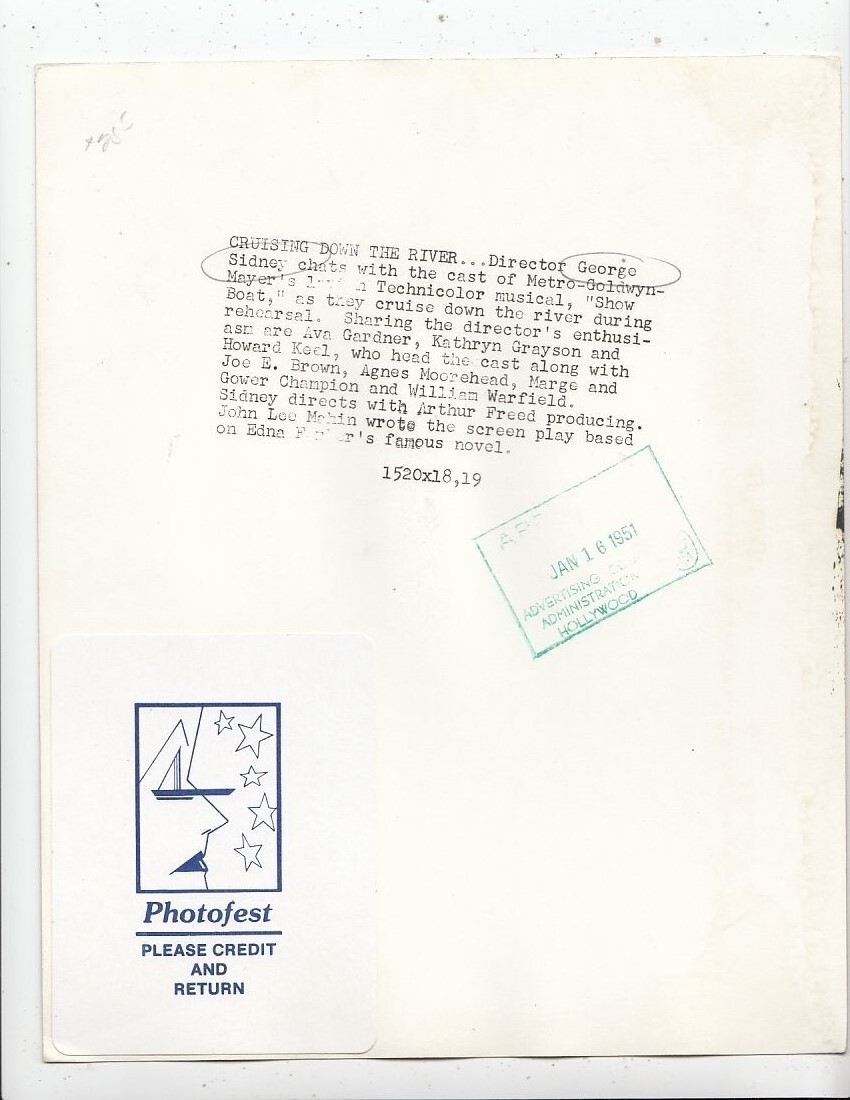 CRUISING DOWN THE RIVER...Director George
Sidney chats with the cast of Metro-Goldwyn-
Mayer's Technicolor musical, "Show
Boat," as they cruise down the river during
rehearsal. Sharing the director's enthusi-
asm are Ava Gardner, Kathryn Grayson and
Howard Keel, who head the cast along with
Joe E. Brown, Agnes Moorehead, Marge and
Gower Champion and William Warfield.
Sidney directs with Arthur Freed producing.
John Lee Mahin wrote the screen play based
on Edna famous novel.
1520x18,19
JAN 16 1951
ADVERTISING
ADMINISTRATION
HOLLYWOOD
Photofest
PLEASE CREDIT
AND
RETURN